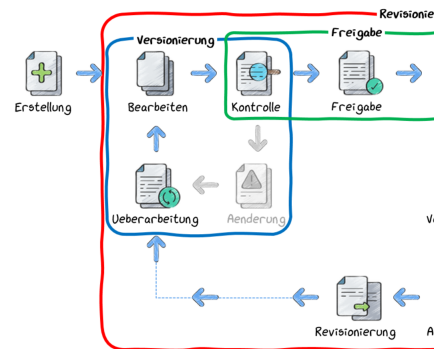 Revisionie
Versionierung
Freigabe
Erstellung
Bearbeiten
Kontrolle
Freigabe
Ueberarbeitung
Aenderung
V
Revisionierung
A